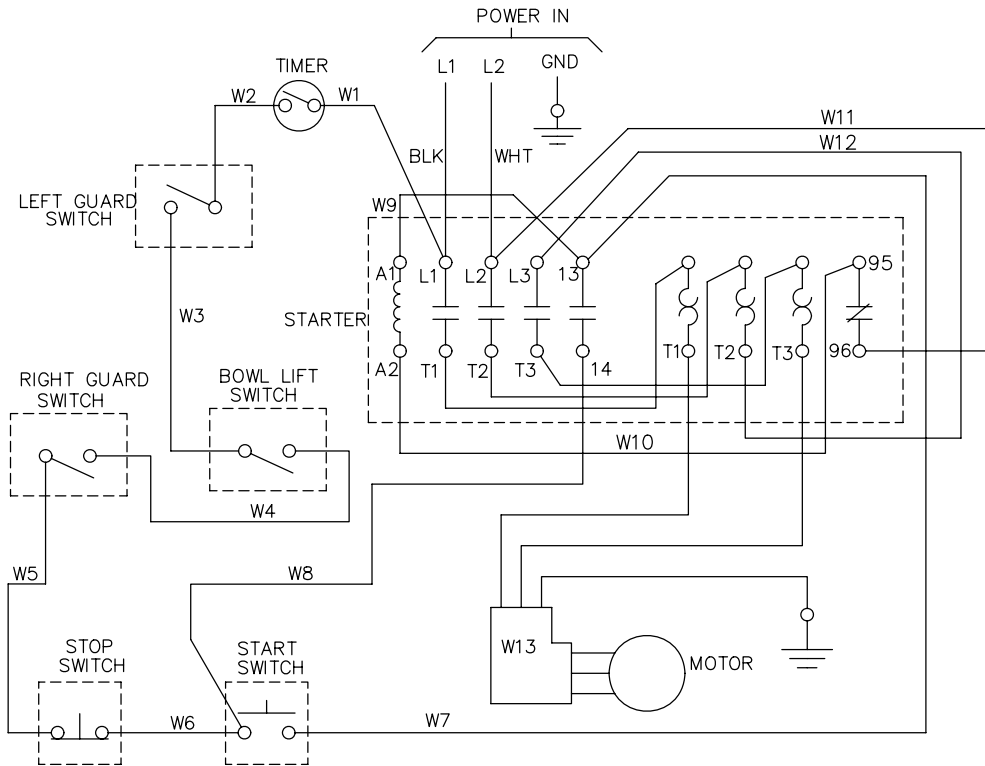 POWER IN
L1 L2 GND
TIMER
W2 W1
BLK WHT
W11
W12
LEFT GUARD
SWITCH
W9
A1 L1 L2 L3 13 95
W3
STARTER
A2 T1 T2 T3 14 T1 T2 T3 96
RIGHT GUARD
SWITCH
BOWL LIFT
SWITCH
W10
W4
W5 W8
STOP
SWITCH
START
SWITCH
W13
MOTOR
W6 W7